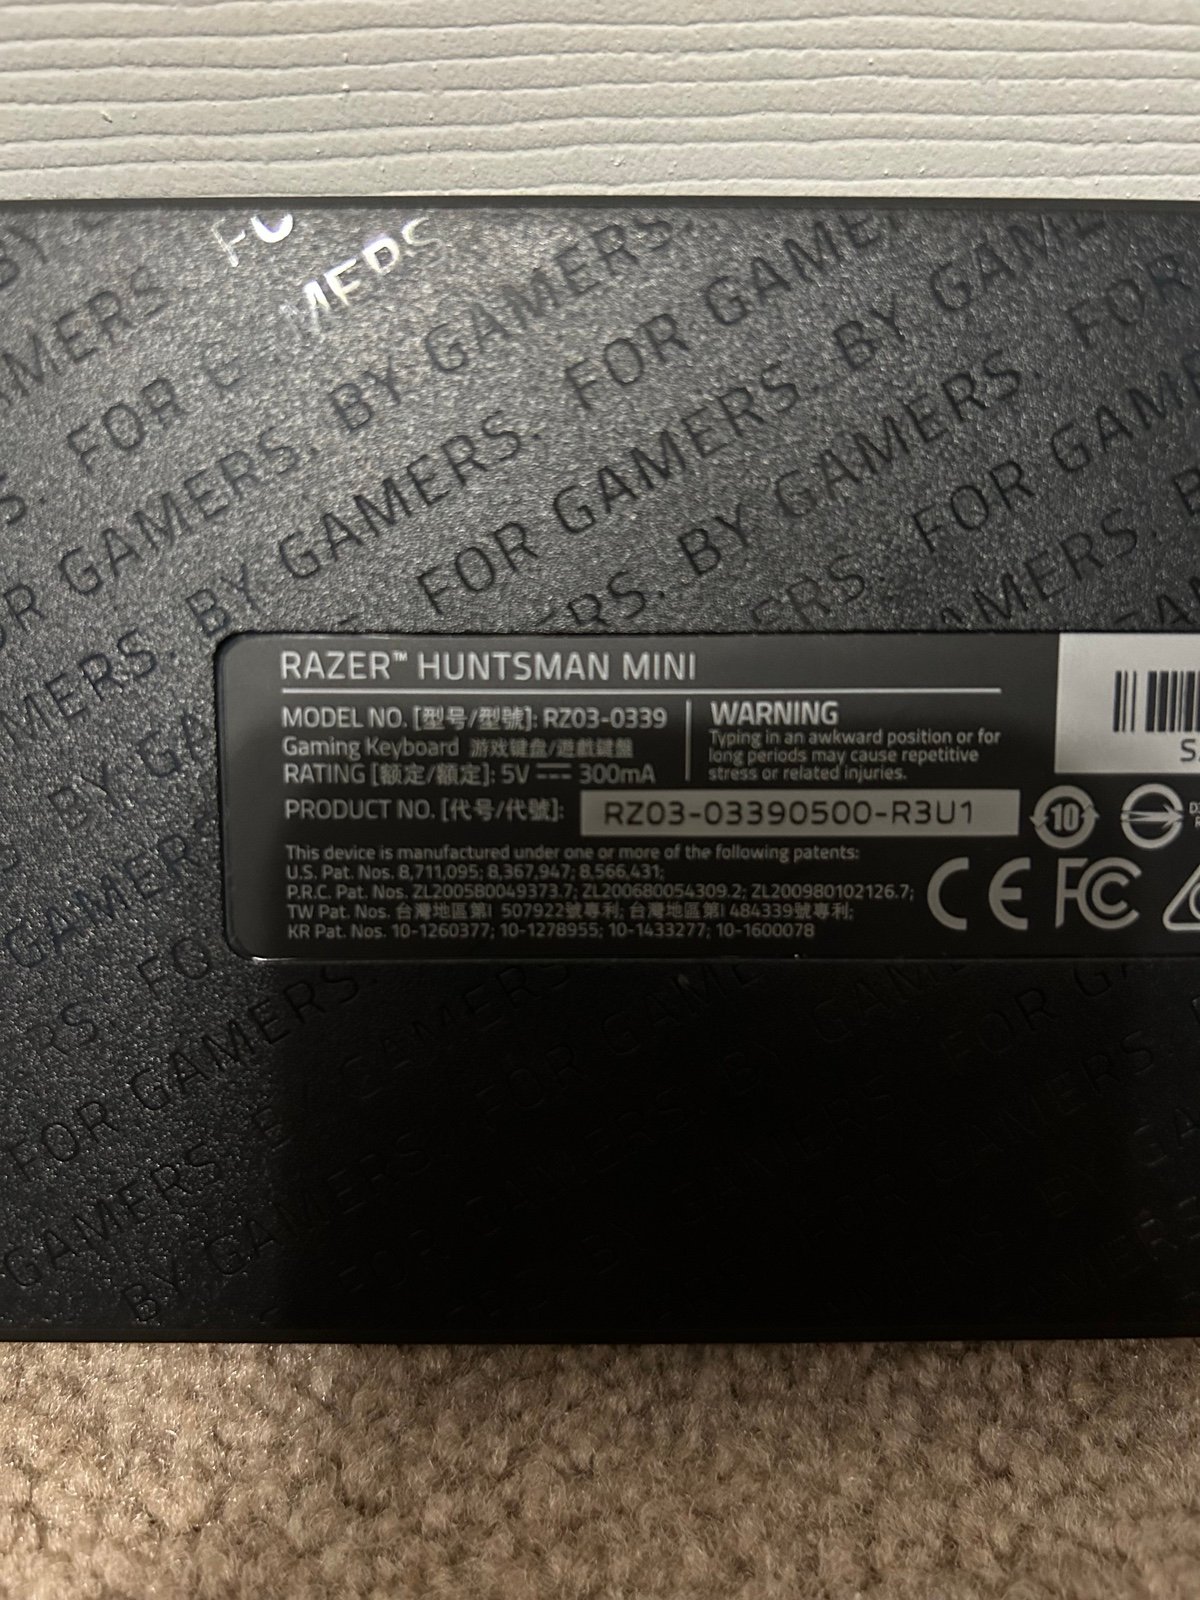 FOR GAMERS. BY GAMERS.
RAZER™ HUNTSMAN MINI
MODEL NO. [型号/型號]: RZ03-0339
Gaming Keyboard 游戏键盘/遊戲鍵盤
RATING [额定/額定]: 5V ⎓ 300mA
WARNING
Typing in an awkward position or for
long periods may cause repetitive
stress or related injuries.
PRODUCT NO. [代号/代號]: RZ03-03390500-R3U1
10
This device is manufactured under one or more of the following patents:
U.S. Pat. Nos. 8,711,095; 8,367,947; 8,566,431;
P.R.C. Pat. Nos. ZL200580049373.7; ZL200680054309.2; ZL200980102126.7;
TW Pat. Nos. 台灣地區第I 507922號專利; 台灣地區第I 484339號專利;
KR Pat. Nos. 10-1260377; 10-1278955; 10-1433277; 10-1600078
CE FC